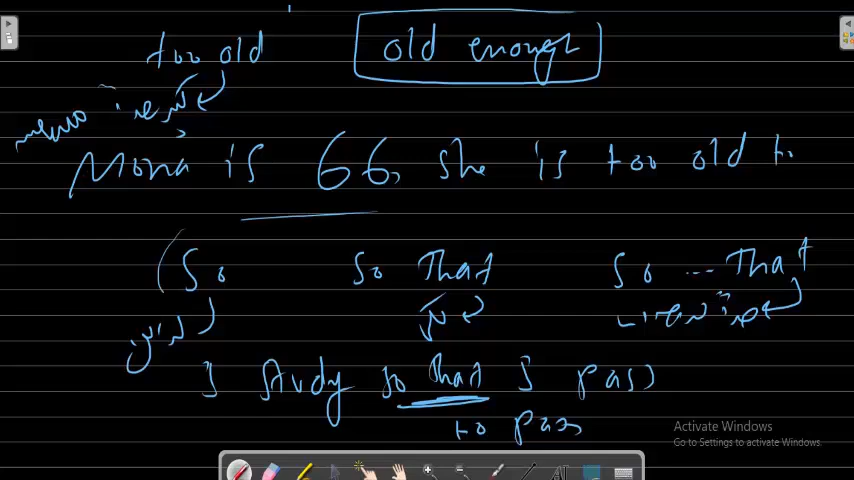 too old old enough
Mona is 66, she is too old to
So So That So ... That
I study so that I pass
to pass
Activate Windows
Go to Settings to activate Windows.